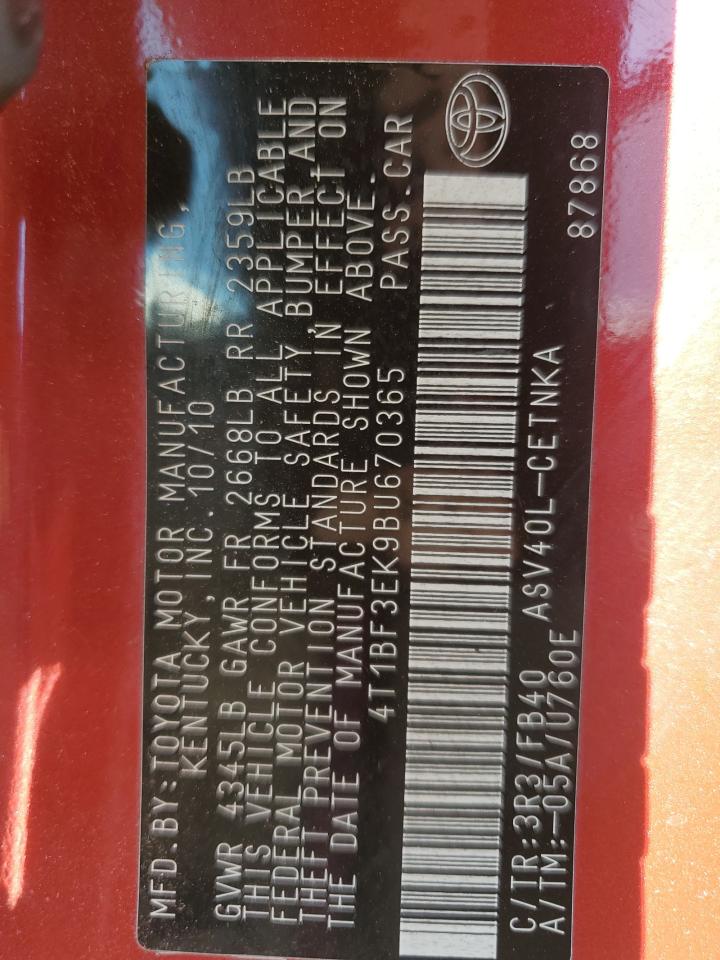 MFD.BY:TOYOTA MOTOR MANUFACTURING,
KENTUCKY,INC.10/10
GVWR 4345LB GAWR FR 2668LB RR 2359LB
THIS VEHICLE CONFORMS TO ALL APPLICABLE
FEDERAL MOTOR VEHICLE SAFETY,BUMPER AND
THEFT PREVENTION STANDARDS IN EFFECT ON
THE DATE OF MANUFACTURE SHOWN ABOVE.
4T1BF3EK9BU670365 PASS.CAR
C/TR:3R3/FB40 ASV40L-CETNKA
A/TM:-05A/U760E 87868